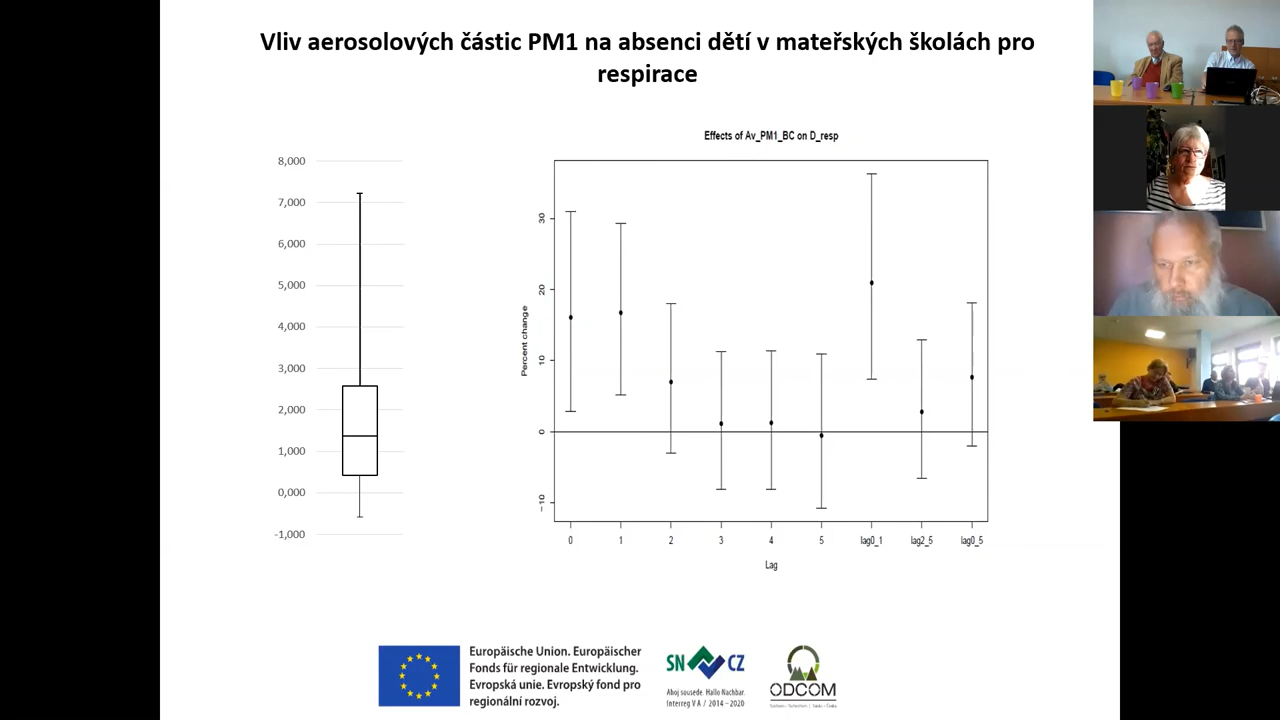 Vliv aerosolových částic PM1 na absenci dětí v mateřských školách pro
respirace
8,000
7,000
6,000
5,000
4,000
3,000
2,000
1,000
0,000
-1,000
Effects of Av_PM1_BC on D_resp
Percent change
30
20
10
0
-10
0 1 2 3 4 5 lag0_1 lag2_5 lag0_5
Lag
Europäische Union. Europäischer
Fonds für regionale Entwicklung.
Evropská unie. Evropský fond pro
regionální rozvoj.
SN CZ
Ahoj sousede. Hallo Nachbar.
Interreg V A / 2014 – 2020
ODCOM